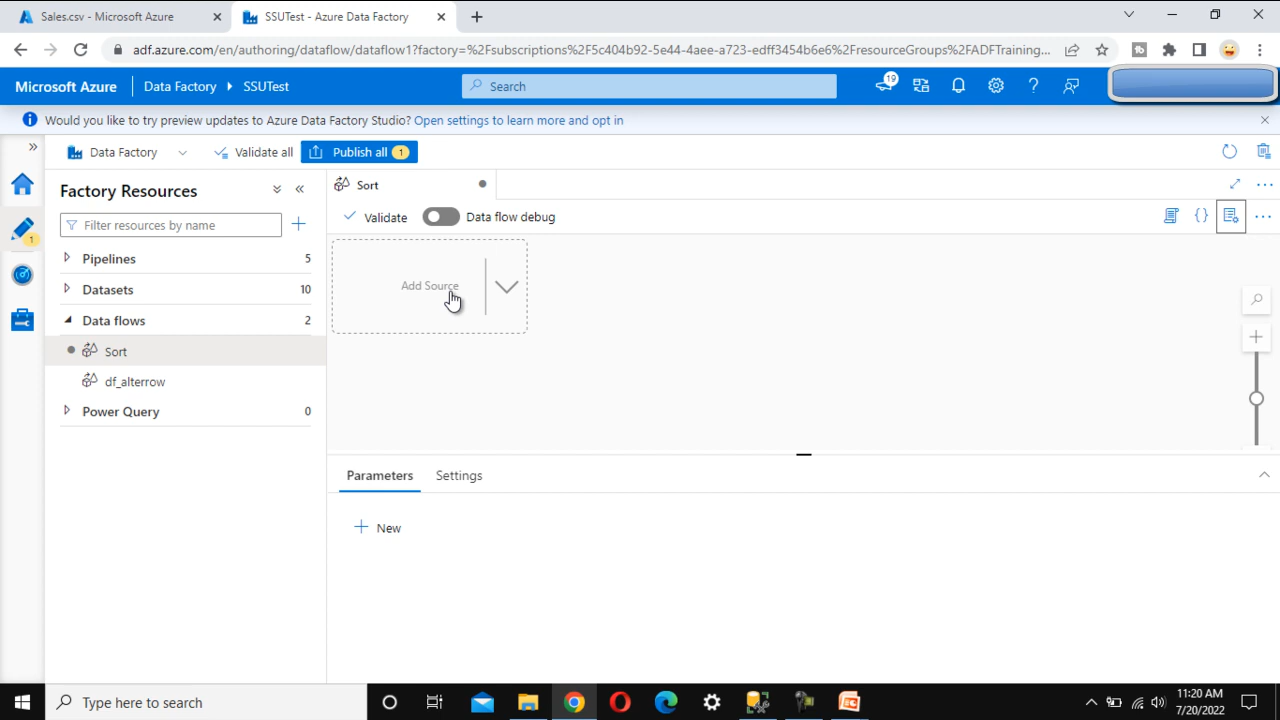 Sales.csv - Microsoft Azure
SSUTest - Azure Data Factory
adf.azure.com/en/authoring/dataflow/dataflow1?factory=%2Fsubscriptions%2F5c404b92-5e44-4aee-a723-edff3454b6e6%2FresourceGroups%2FADFTraining...
Microsoft Azure
Data Factory
SSUTest
Search
19
Would you like to try preview updates to Azure Data Factory Studio? Open settings to learn more and opt in
Data Factory
Validate all
Publish all 1
Factory Resources
Sort
Filter resources by name
Validate
Data flow debug
1
Pipelines 5
Datasets 10
Data flows 2
Sort
df_alterrow
Power Query 0
Add Source
Parameters
Settings
New
Type here to search
11:20 AM
7/20/2022